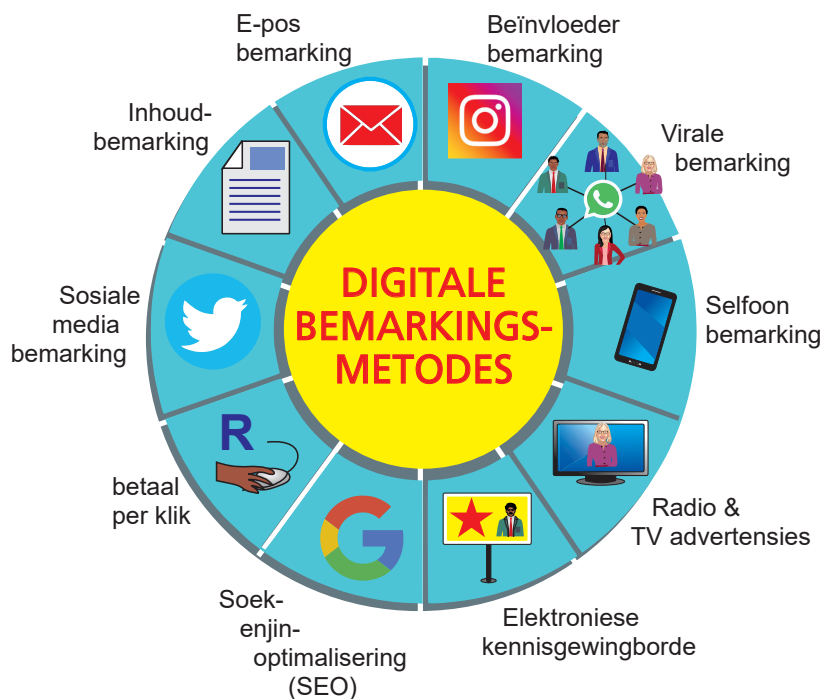 E-pos
bemarking
Beïnvloeder
bemarking
Virale
bemarking
Selfoon
bemarking
Radio &
TV advertensies
Elektroniese
kennisgewingborde
Soek-
enjin-
optimalisering
(SEO)
betaal
per klik
Sosiale
media
bemarking
Inhoud-
bemarking
DIGITALE
BEMARKINGS-
METODES
R